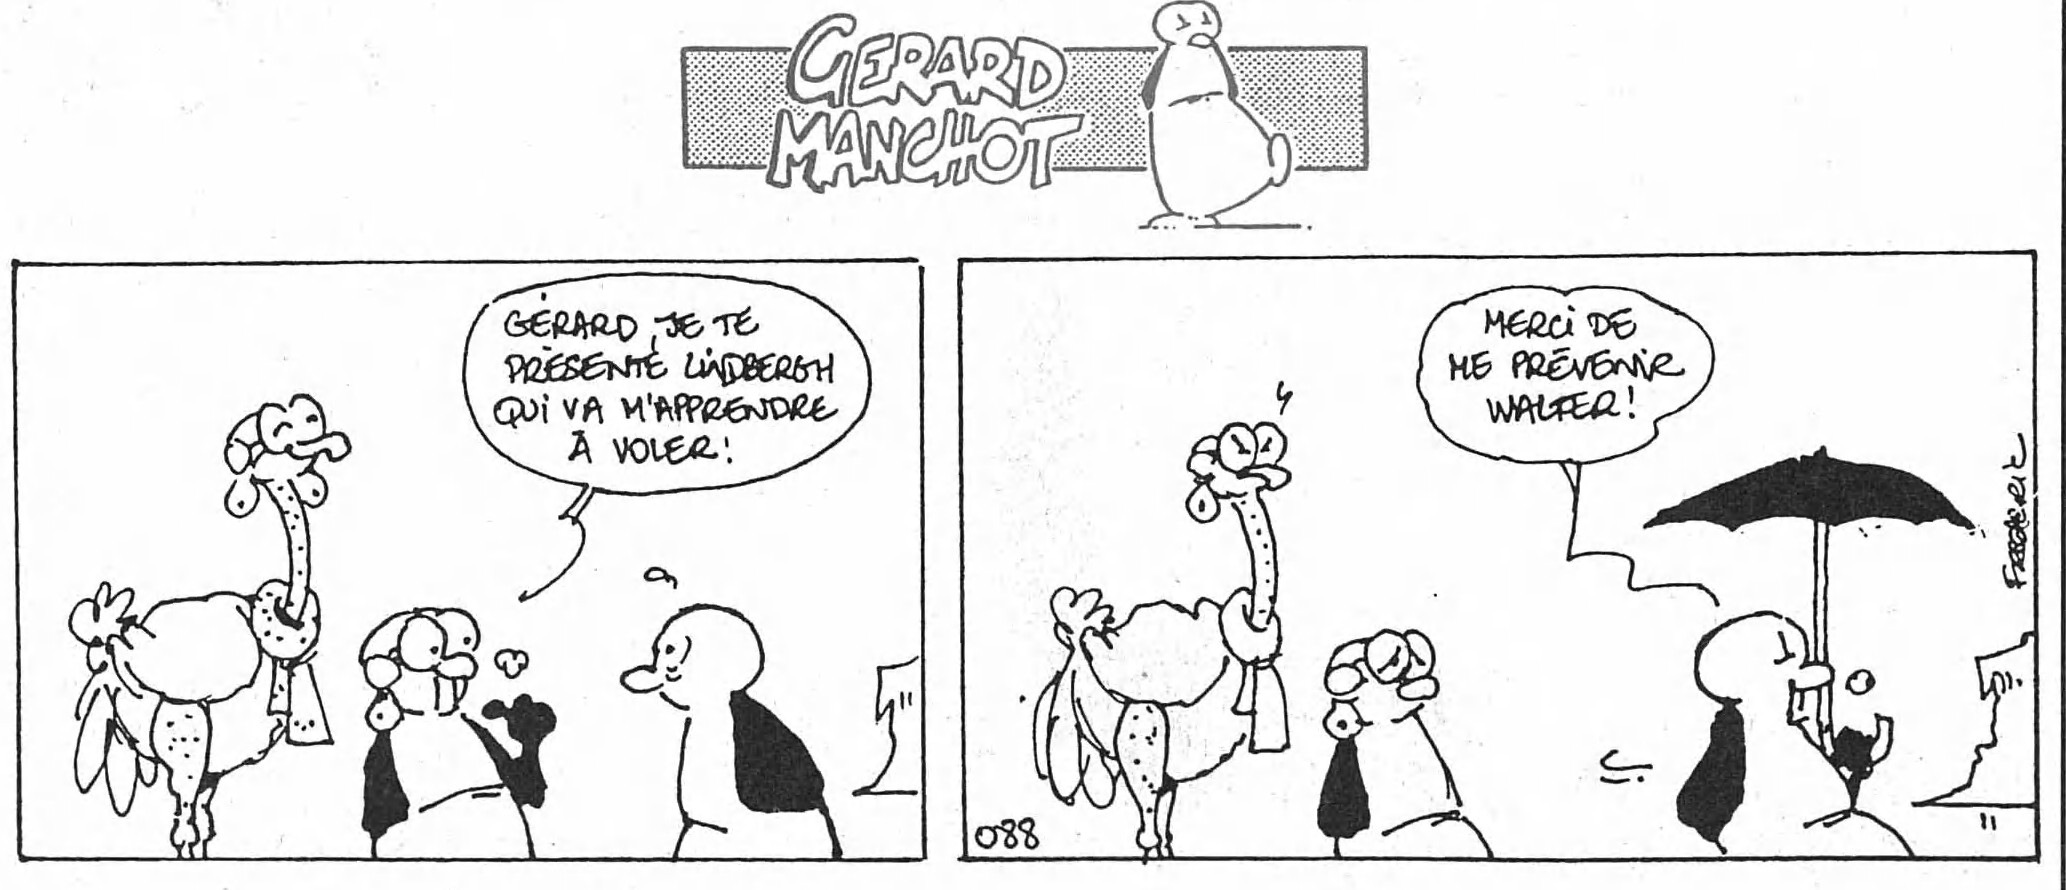 GERARD
MANCHOT
GÉRARD, JE TE
PRÉSENTE LINDBERGH
QUI VA M'APPRENDRE
À VOLER!
MERCI DE
ME PRÉVENIR
WALTER!
088